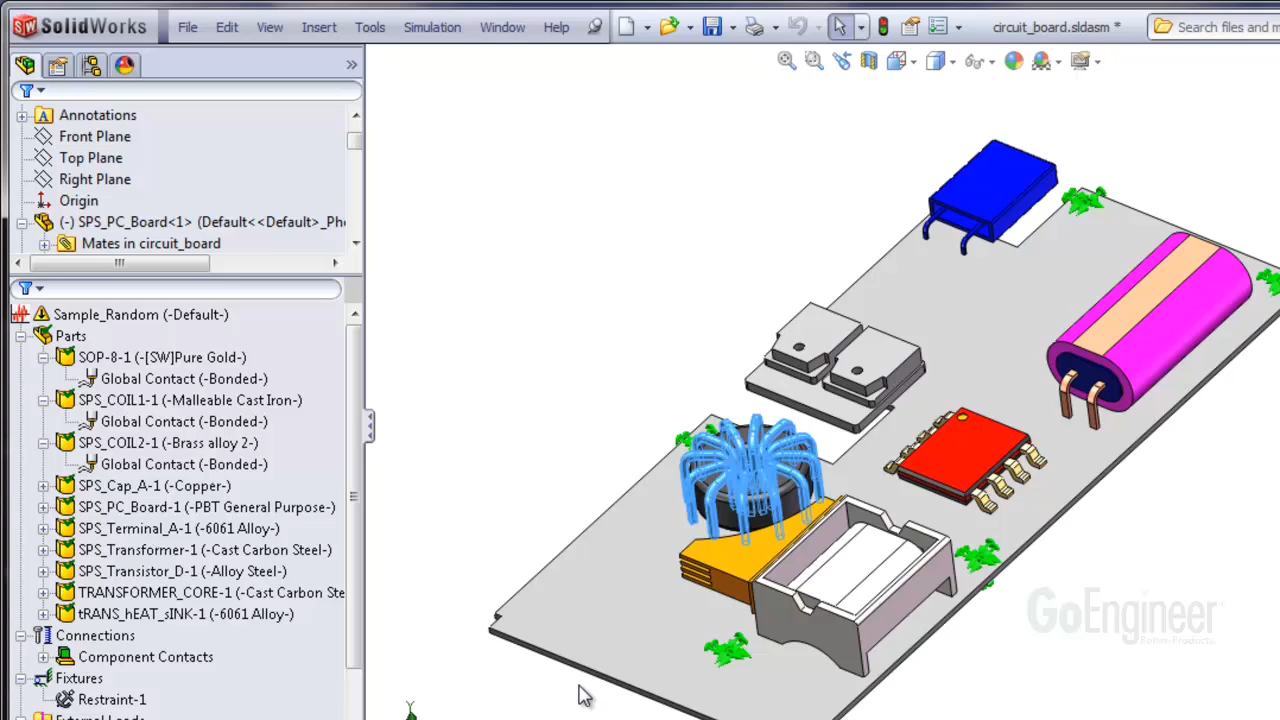 SW SolidWorks File Edit View Insert Tools Simulation Window Help circuit_board.sldasm * Search files and m
Annotations
Front Plane
Top Plane
Right Plane
Origin
(-) SPS_PC_Board<1> (Default<<Default>_Ph
Mates in circuit_board
Sample_Random (-Default-)
Parts
SOP-8-1 (-[SW]Pure Gold-)
Global Contact (-Bonded-)
SPS_COIL1-1 (-Malleable Cast Iron-)
Global Contact (-Bonded-)
SPS_COIL2-1 (-Brass alloy 2-)
Global Contact (-Bonded-)
SPS_Cap_A-1 (-Copper-)
SPS_PC_Board-1 (-PBT General Purpose-)
SPS_Terminal_A-1 (-6061 Alloy-)
SPS_Transformer-1 (-Cast Carbon Steel-)
SPS_Transistor_D-1 (-Alloy Steel-)
TRANSFORMER_CORE-1 (-Cast Carbon Ste
tRANS_hEAT_sINK-1 (-6061 Alloy-)
Connections
Component Contacts
Fixtures
Restraint-1
GoEngineer
Y